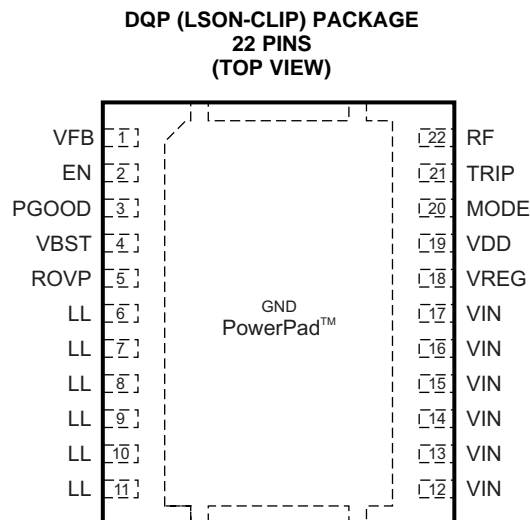 DQP (LSON-CLIP) PACKAGE
22 PINS
(TOP VIEW)
VFB 1 22 RF
EN 2 21 TRIP
PGOOD 3 20 MODE
VBST 4 19 VDD
ROVP 5 18 VREG
LL 6 GND 17 VIN
LL 7 PowerPad™ 16 VIN
LL 8 15 VIN
LL 9 14 VIN
LL 10 13 VIN
LL 11 12 VIN